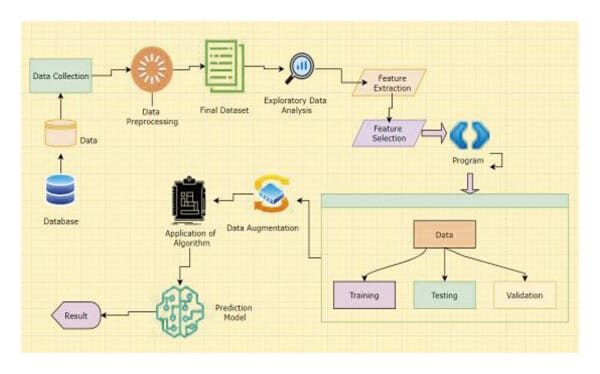 Data Collection
Data
Preprocessing
Final Dataset
Exploratory Data
Analysis
Feature
Extraction
Feature
Selection
Program
Data
Database
Data
Training
Testing
Validation
Data Augmentation
Application of
Algorithm
Prediction
Model
Result